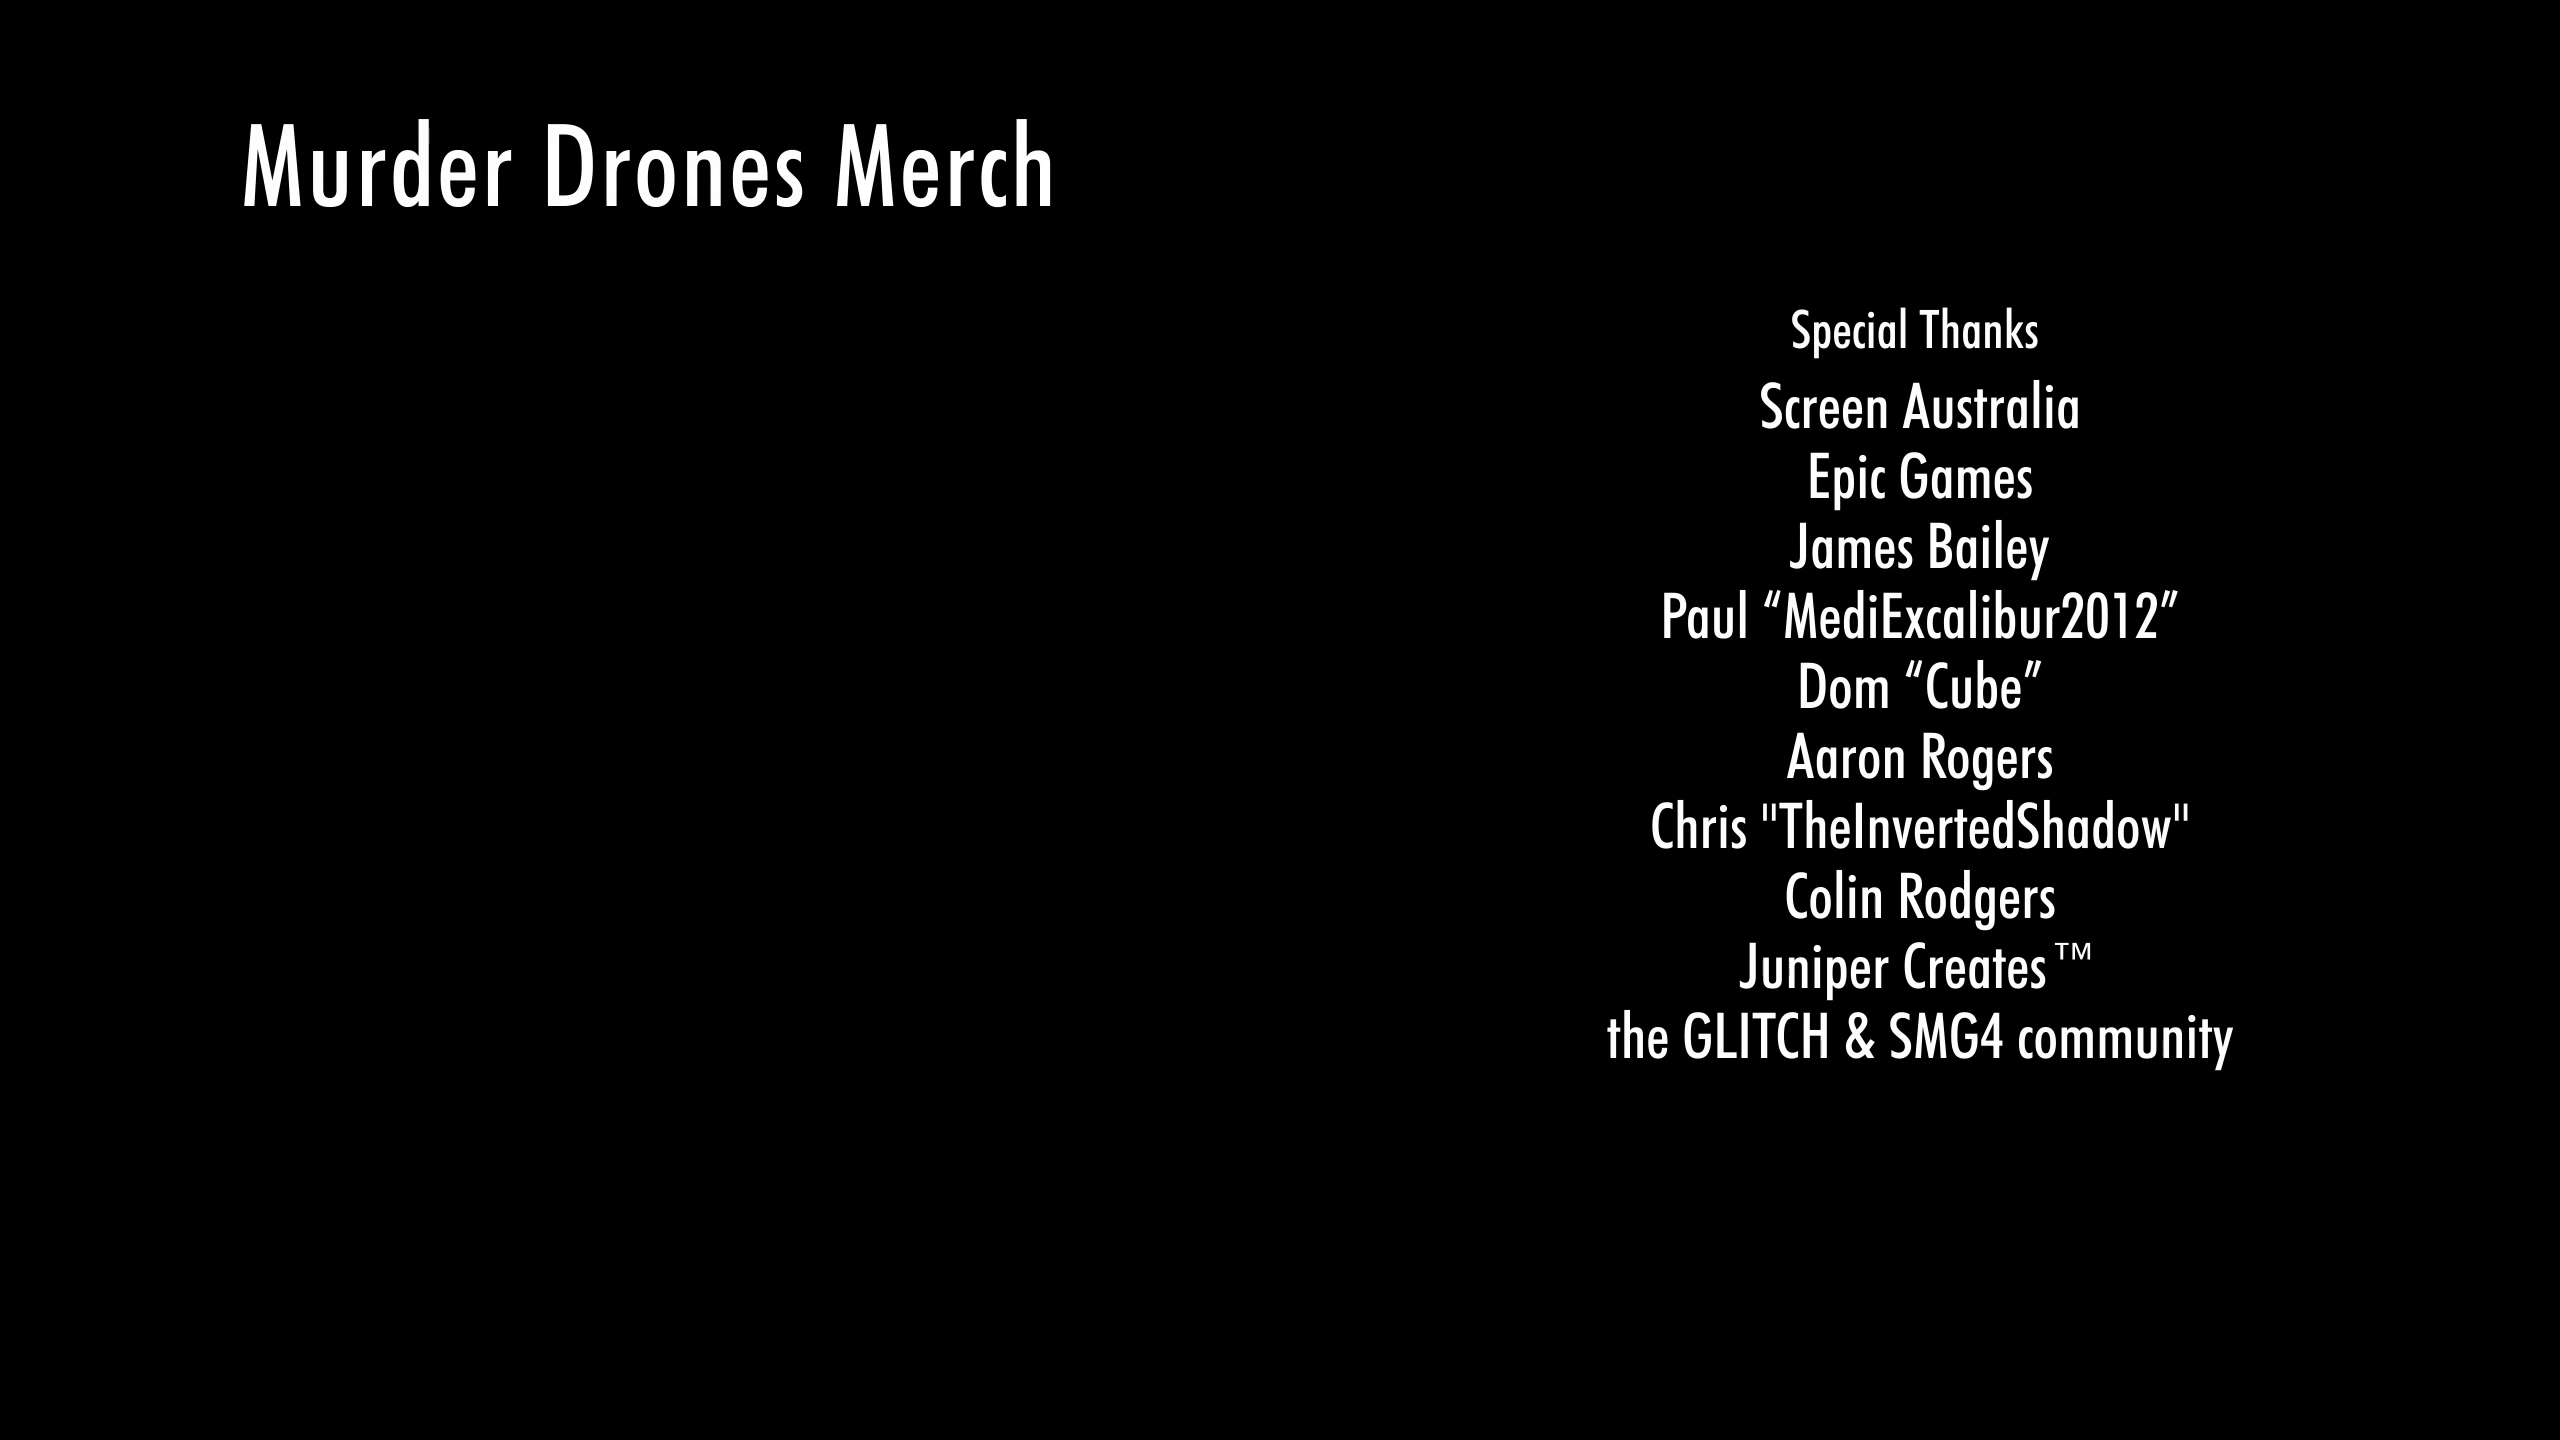 Murder Drones Merch
Special Thanks
Screen Australia
Epic Games
James Bailey
Paul “MediExcalibur2012”
Dom “Cube”
Aaron Rogers
Chris "TheInvertedShadow"
Colin Rodgers
Juniper Creates™
the GLITCH & SMG4 community